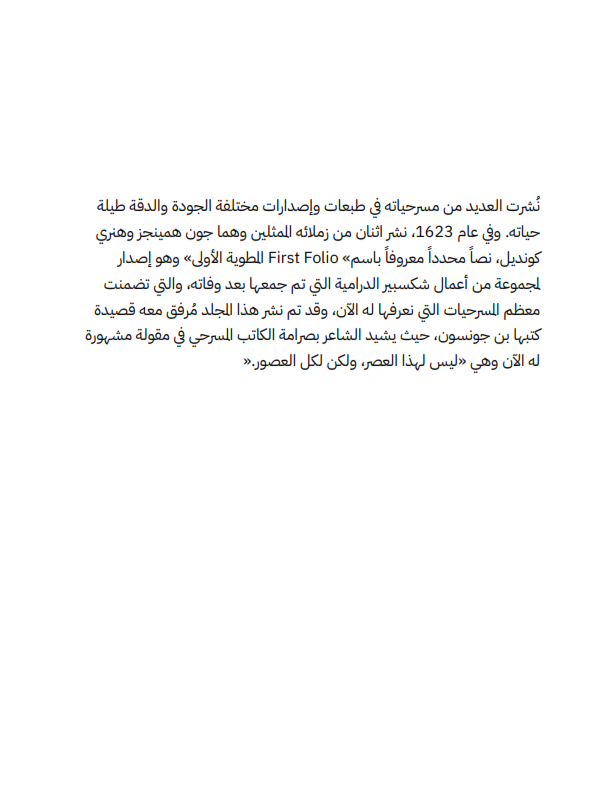 نُشرت العديد من مسرحياته في طبعات وإصدارات مختلفة الجودة والدقة طيلة
حياته. وفي عام 1623، نشر اثنان من زملائه الممثلين وهما جون همينجز وهنري
كونديل، نصاً محدداً معروفاً باسم» First Folio المطوية الأولى» وهو إصدار
لمجموعة من أعمال شكسبير الدرامية التي تم جمعها بعد وفاته، والتي تضمنت
معظم المسرحيات التي نعرفها له الآن، وقد تم نشر هذا المجلد مُرفق معه قصيدة
كتبها بن جونسون، حيث يشيد الشاعر بصرامة الكاتب المسرحي في مقولة مشهورة
له الآن وهي «ليس لهذا العصر، ولكن لكل العصور.«